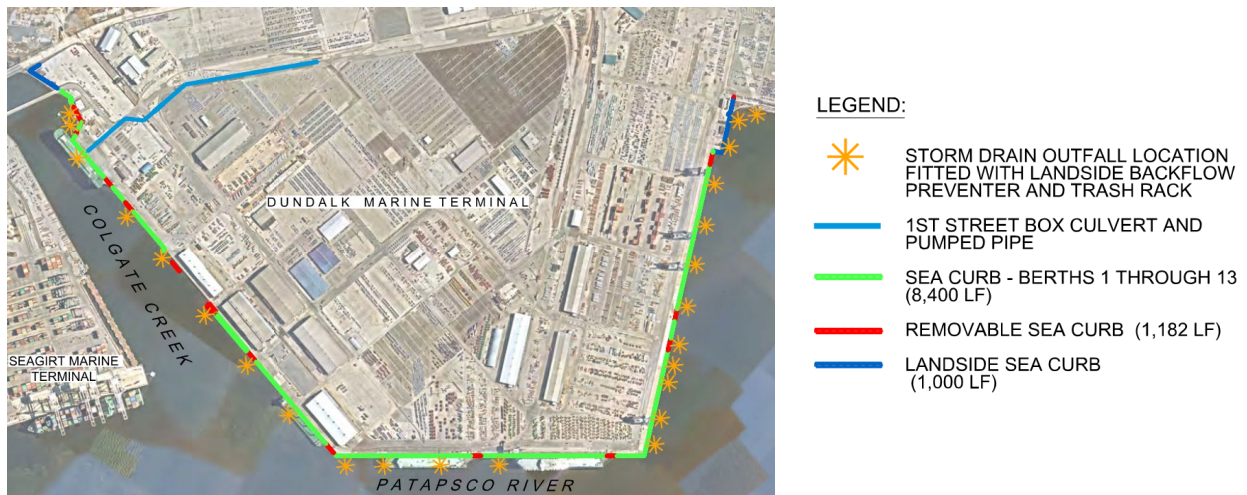 DUNDALK MARINE TERMINAL
COLGATE CREEK
SEAGIRT MARINE
TERMINAL
PATAPSCO RIVER
LEGEND:
STORM DRAIN OUTFALL LOCATION
FITTED WITH LANDSIDE BACKFLOW
PREVENTER AND TRASH RACK
1ST STREET BOX CULVERT AND
PUMPED PIPE
SEA CURB - BERTHS 1 THROUGH 13
(8,400 LF)
REMOVABLE SEA CURB (1,182 LF)
LANDSIDE SEA CURB
(1,000 LF)